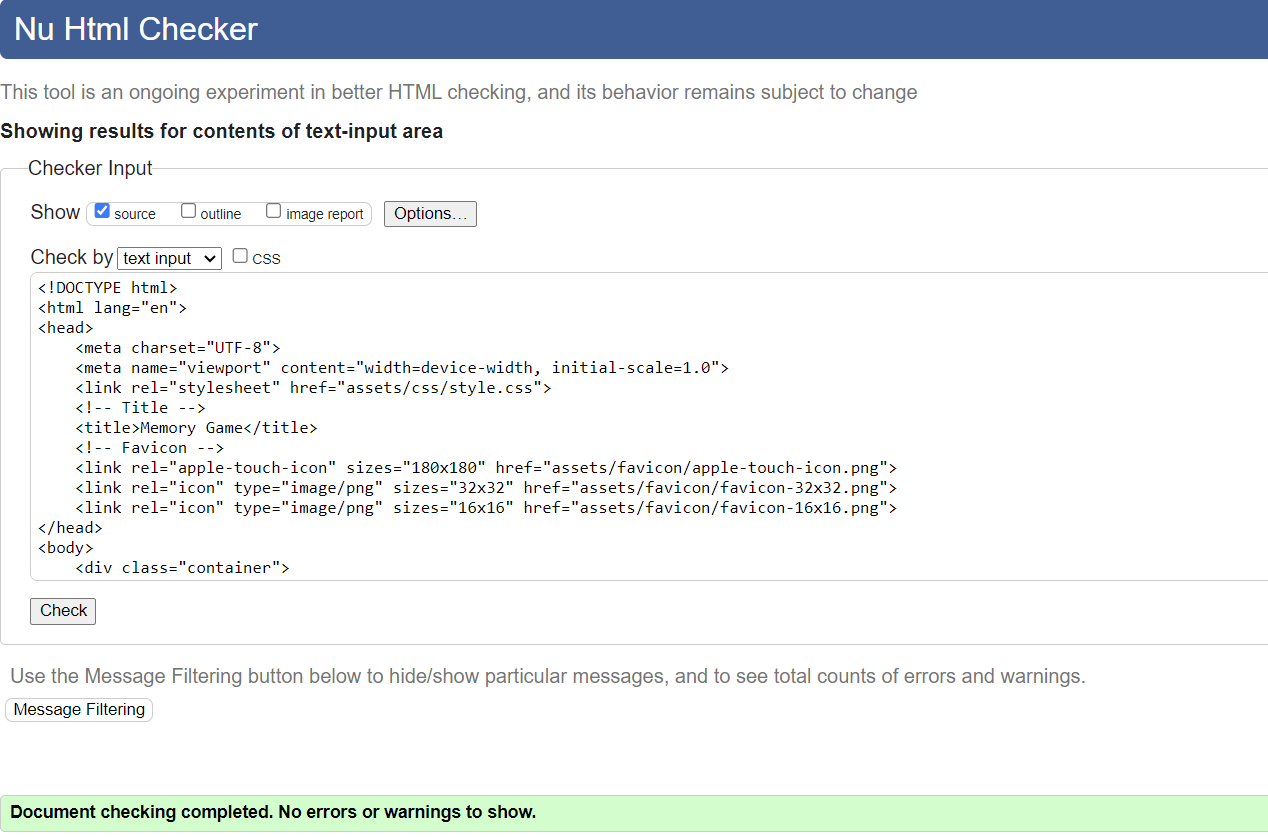 Nu Html Checker
This tool is an ongoing experiment in better HTML checking, and its behavior remains subject to change
Showing results for contents of text-input area
Checker Input
Show source outline image report Options...
Check by text input CSS
<!DOCTYPE html>
<html lang="en">
<head>
    <meta charset="UTF-8">
    <meta name="viewport" content="width=device-width, initial-scale=1.0">
    <link rel="stylesheet" href="assets/css/style.css">
    <!-- Title -->
    <title>Memory Game</title>
    <!-- Favicon -->
    <link rel="apple-touch-icon" sizes="180x180" href="assets/favicon/apple-touch-icon.png">
    <link rel="icon" type="image/png" sizes="32x32" href="assets/favicon/favicon-32x32.png">
    <link rel="icon" type="image/png" sizes="16x16" href="assets/favicon/favicon-16x16.png">
</head>
<body>
    <div class="container">
Check
Use the Message Filtering button below to hide/show particular messages, and to see total counts of errors and warnings.
Message Filtering
Document checking completed. No errors or warnings to show.